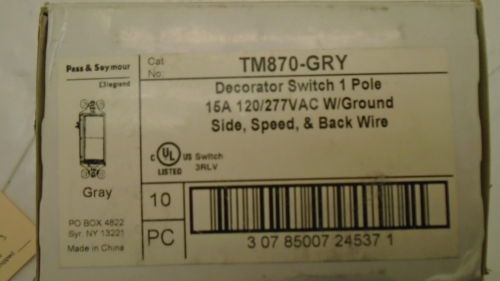 Pass & Seymour
legrand
Cat
No:
TM870-GRY
Decorator Switch 1 Pole
15A 120/277VAC W/Ground
Side, Speed, & Back Wire
Gray
C UL US
LISTED
Switch
3RLV
PO BOX 4822
Syr. NY 13221
Made in China
10
PC
3 07 85007 24537 1